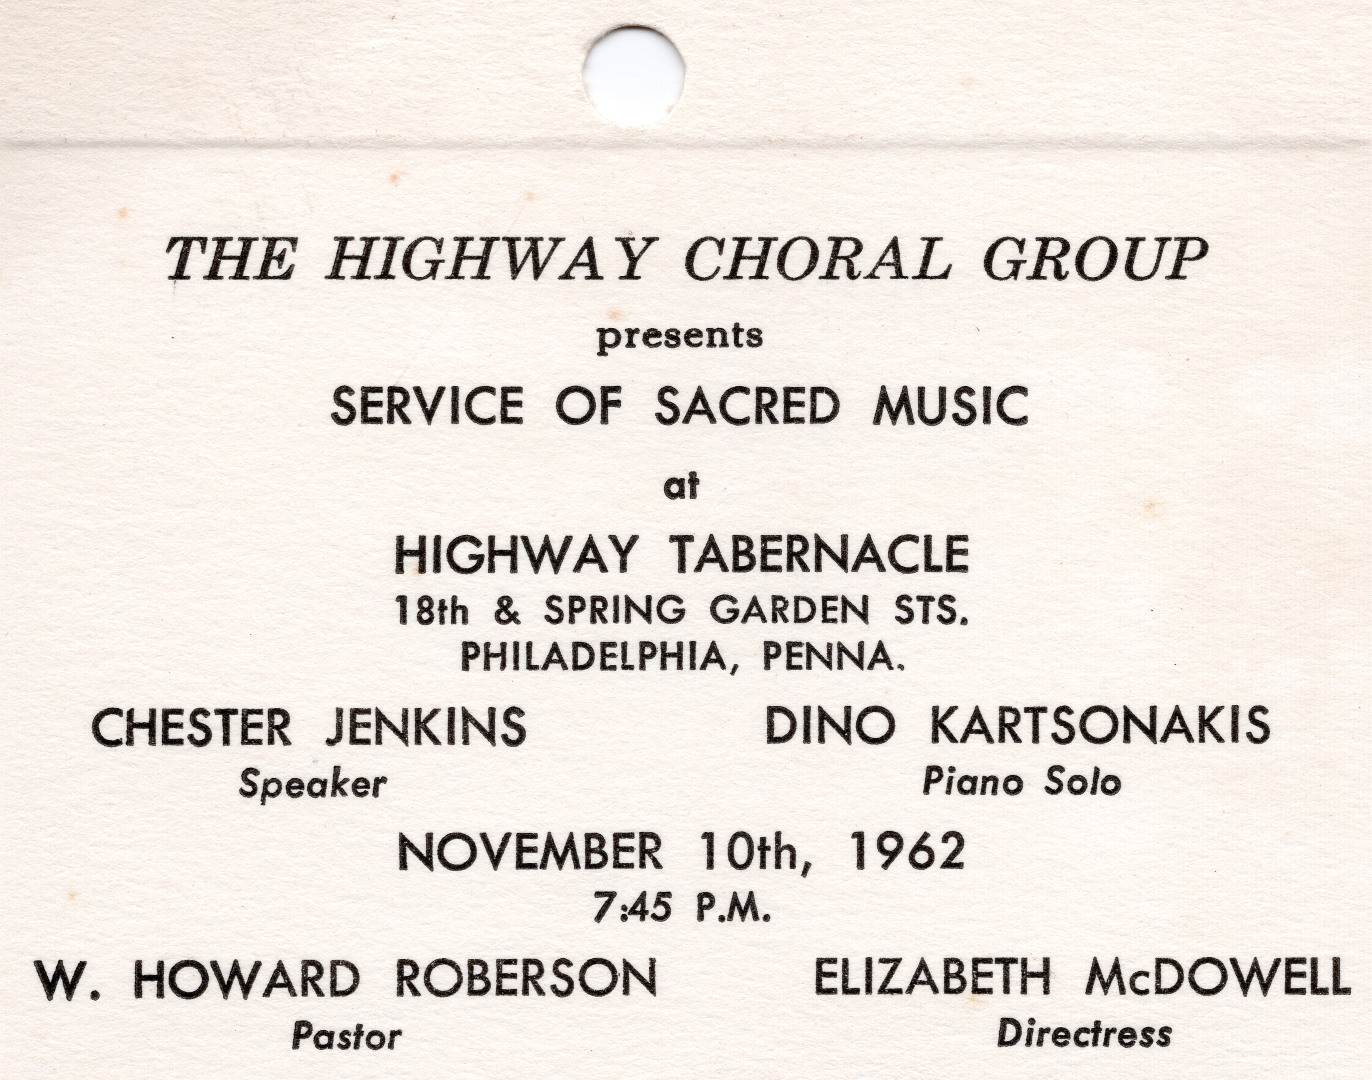 THE HIGHWAY CHORAL GROUP
presents
SERVICE OF SACRED MUSIC
at
HIGHWAY TABERNACLE
18th & SPRING GARDEN STS.
PHILADELPHIA, PENNA.
CHESTER JENKINS DINO KARTSONAKIS
Speaker Piano Solo
NOVEMBER 10th, 1962
7:45 P.M.
W. HOWARD ROBERSON ELIZABETH McDOWELL
Pastor Directress